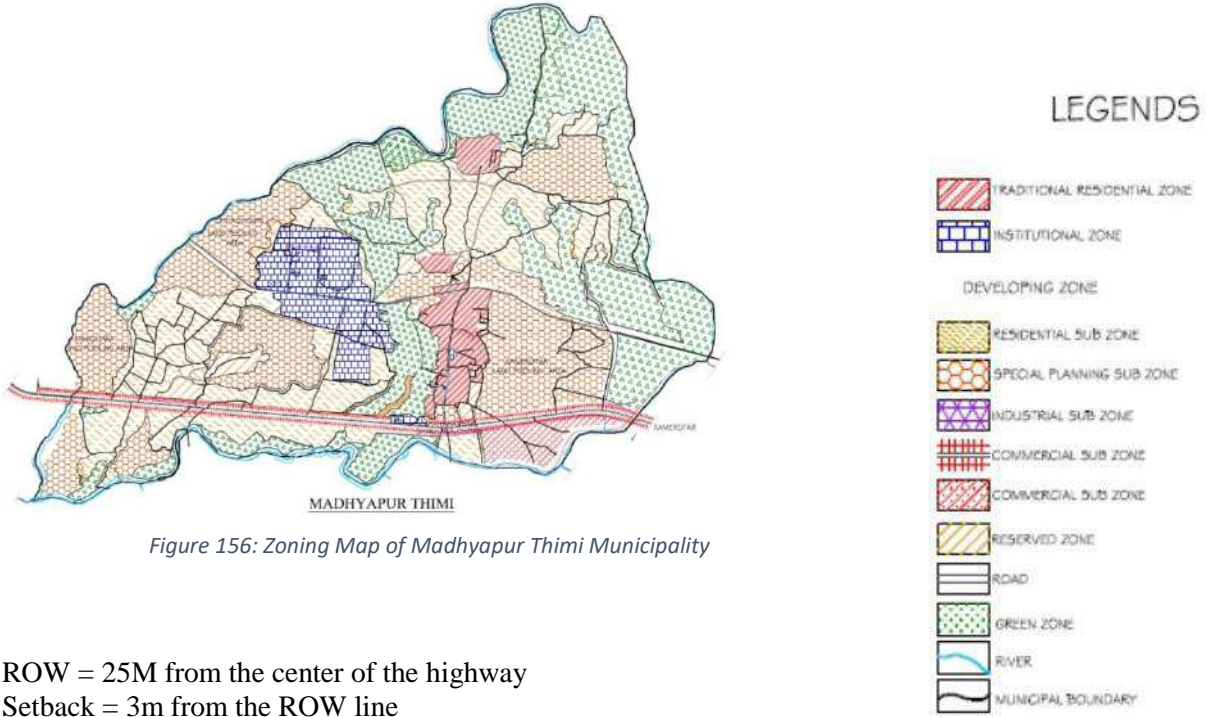 LEGENDS
TRADITIONAL RESIDENTIAL ZONE
INSTITUTIONAL ZONE
DEVELOPING ZONE
RESIDENTIAL SUB ZONE
SPECIAL PLANNING SUB ZONE
INDUSTRIAL SUB ZONE
COMMERCIAL SUB ZONE
COMMERCIAL SUB ZONE
RESERVED ZONE
ROAD
GREEN ZONE
RIVER
MUNICIPAL BOUNDARY
MADHYAPUR THIMI
Figure 156: Zoning Map of Madhyapur Thimi Municipality
ROW = 25M from the center of the highway
Setback = 3m from the ROW line